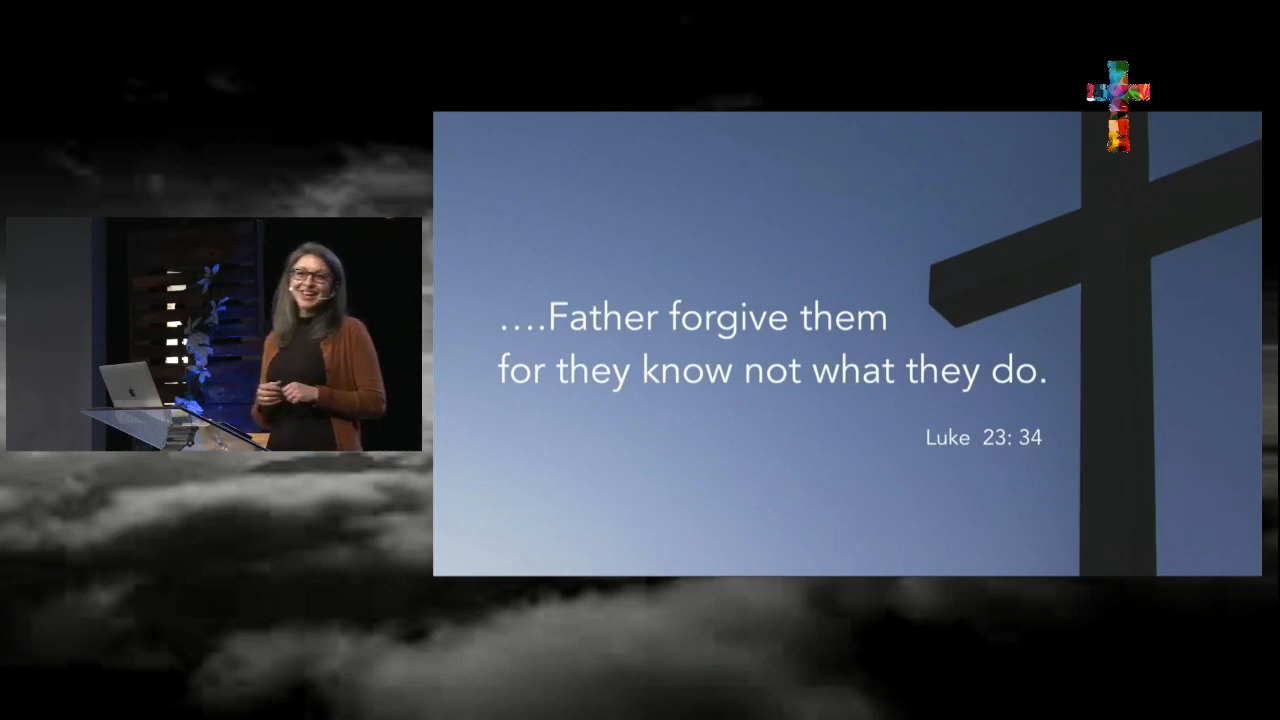 ....Father forgive them
for they know not what they do.
Luke 23: 34